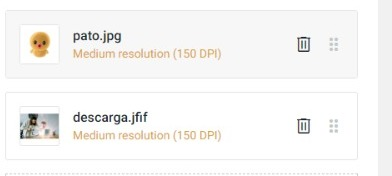 pato.jpg
Medium resolution (150 DPI)
descarga.jfif
Medium resolution (150 DPI)